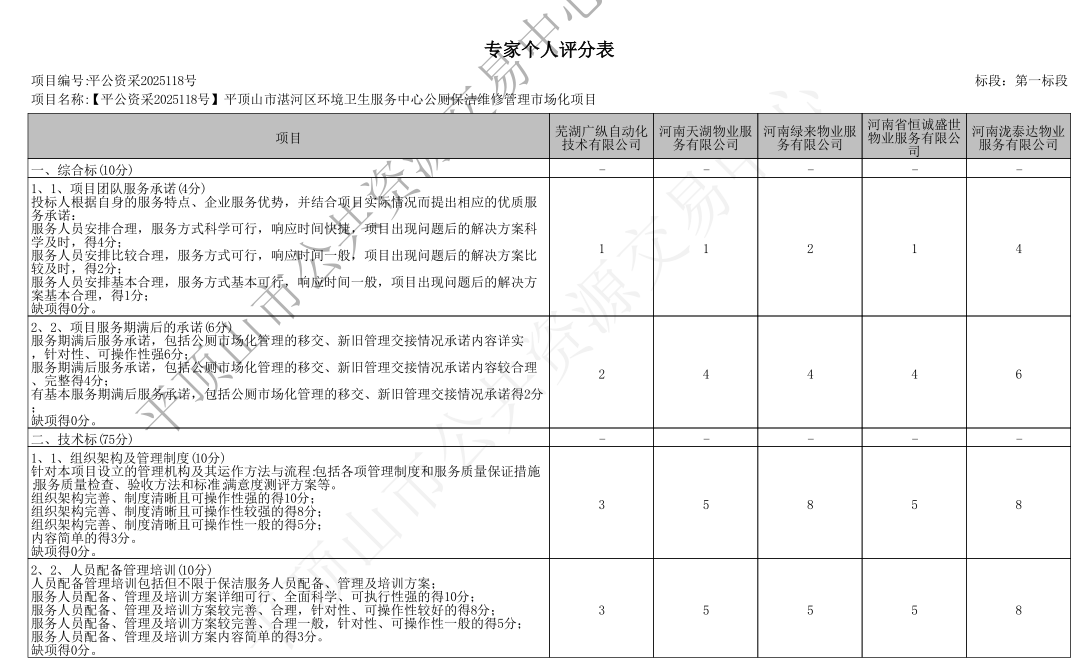 专家个人评分表
项目编号:平公资采2025118号
标段: 第一标段
项目名称:【平公资采2025118号】平顶山市湛河区环境卫生服务中心公厕保洁维修管理市场化项目
项目
芜湖广纵自动化
技术有限公司
河南天湖物业服
务有限公司
河南绿来物业服
务有限公司
河南省恒诚盛世
物业服务有限公
司
河南泷泰达物业
服务有限公司
一、综合标(10分) – – – – –
1、1、项目团队服务承诺(4分)
投标人根据自身的服务特点、企业服务优势，并结合项目实际情况而提出相应的优质服
务承诺:
服务人员安排合理，服务方式科学可行，响应时间快捷，项目出现问题后的解决方案科
学及时，得4分;
服务人员安排比较合理，服务方式可行，响应时间一般，项目出现问题后的解决方案比
较及时，得2分;
服务人员安排基本合理，服务方式基本可行，响应时间一般，项目出现问题后的解决方
案基本合理，得1分;
缺项得0分。
1 1 2 1 4
2、2、项目服务期满后的承诺(6分)
服务期满后服务承诺，包括公厕市场化管理的移交、新旧管理交接情况承诺内容详实
，针对性、可操作性强6分;
服务期满后服务承诺，包括公厕市场化管理的移交、新旧管理交接情况承诺内容较合理
、完整得4分;
有基本服务期满后服务承诺，包括公厕市场化管理的移交、新旧管理交接情况承诺得2分
;
缺项得0分。
2 4 4 4 6
二、技术标(75分) – – – – –
1、1、组织架构及管理制度(10分)
针对本项目设立的管理机构及其运作方法与流程:包括各项管理制度和服务质量保证措施
;服务质量检查、验收方法和标准;满意度测评方案等。
组织架构完善、制度清晰且可操作性强的得10分;
组织架构完善、制度清晰且可操作性较强的得8分;
组织架构完善、制度清晰且可操作性一般的得5分;
内容简单的得3分。
缺项得0分。
3 5 8 5 8
2、2、人员配备管理培训(10分)
人员配备管理培训包括但不限于保洁服务人员配备、管理及培训方案;
服务人员配备、管理及培训方案详细可行、全面科学、可执行性强的得10分;
服务人员配备、管理及培训方案较完善、合理，针对性、可操作性较好的得8分;
服务人员配备、管理及培训方案较完善、合理一般，针对性、可操作性一般的得5分;
服务人员配备、管理及培训方案内容简单的得3分。
缺项得0分。
3 5 5 5 8
平顶山市公共资源交易中心
平顶山市公共资源交易中心